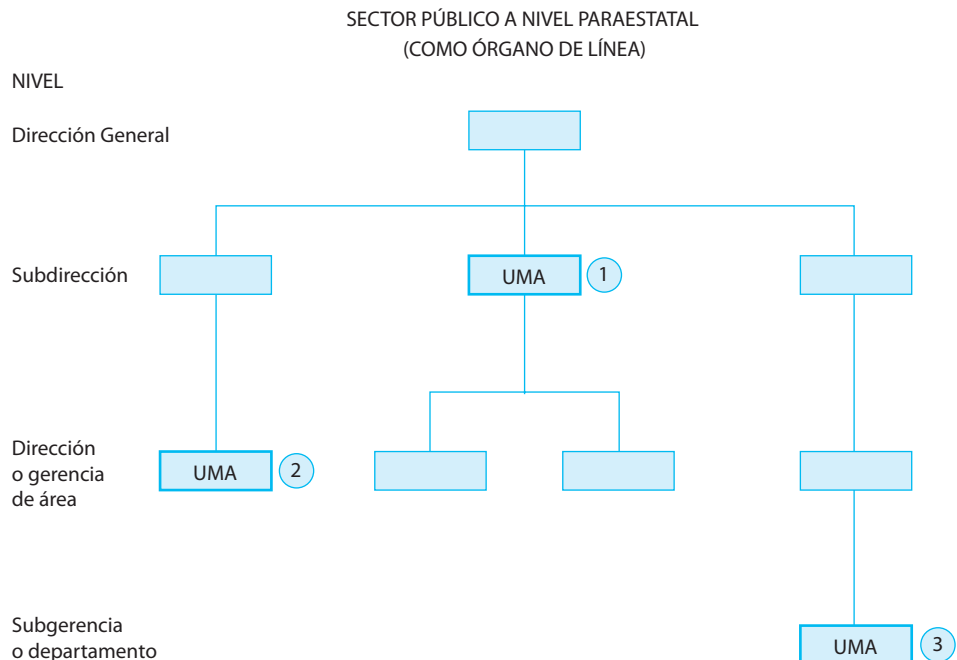 SECTOR PÚBLICO A NIVEL PARAESTATAL
(COMO ÓRGANO DE LÍNEA)
NIVEL
Dirección General
Subdirección
UMA 1
Dirección
o gerencia
de área
UMA 2
Subgerencia
o departamento
UMA 3